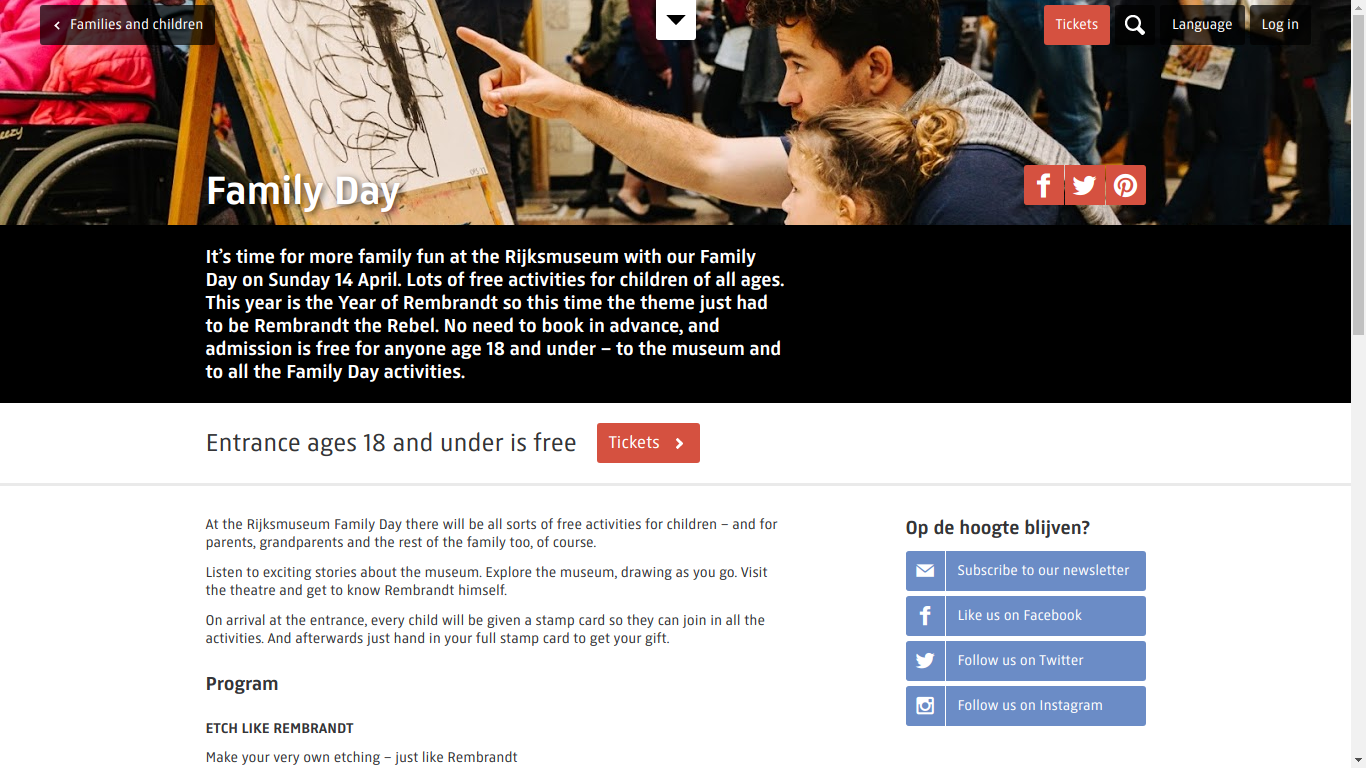 Families and children
Tickets
Language
Log in
Family Day
It's time for more family fun at the Rijksmuseum with our Family
Day on Sunday 14 April. Lots of free activities for children of all ages.
This year is the Year of Rembrandt so this time the theme just had
to be Rembrandt the Rebel. No need to book in advance, and
admission is free for anyone age 18 and under – to the museum and
to all the Family Day activities.
Entrance ages 18 and under is free
Tickets
At the Rijksmuseum Family Day there will be all sorts of free activities for children – and for
parents, grandparents and the rest of the family too, of course.
Listen to exciting stories about the museum. Explore the museum, drawing as you go. Visit
the theatre and get to know Rembrandt himself.
On arrival at the entrance, every child will be given a stamp card so they can join in all the
activities. And afterwards just hand in your full stamp card to get your gift.
Program
ETCH LIKE REMBRANDT
Make your very own etching – just like Rembrandt
Op de hoogte blijven?
Subscribe to our newsletter
Like us on Facebook
Follow us on Twitter
Follow us on Instagram